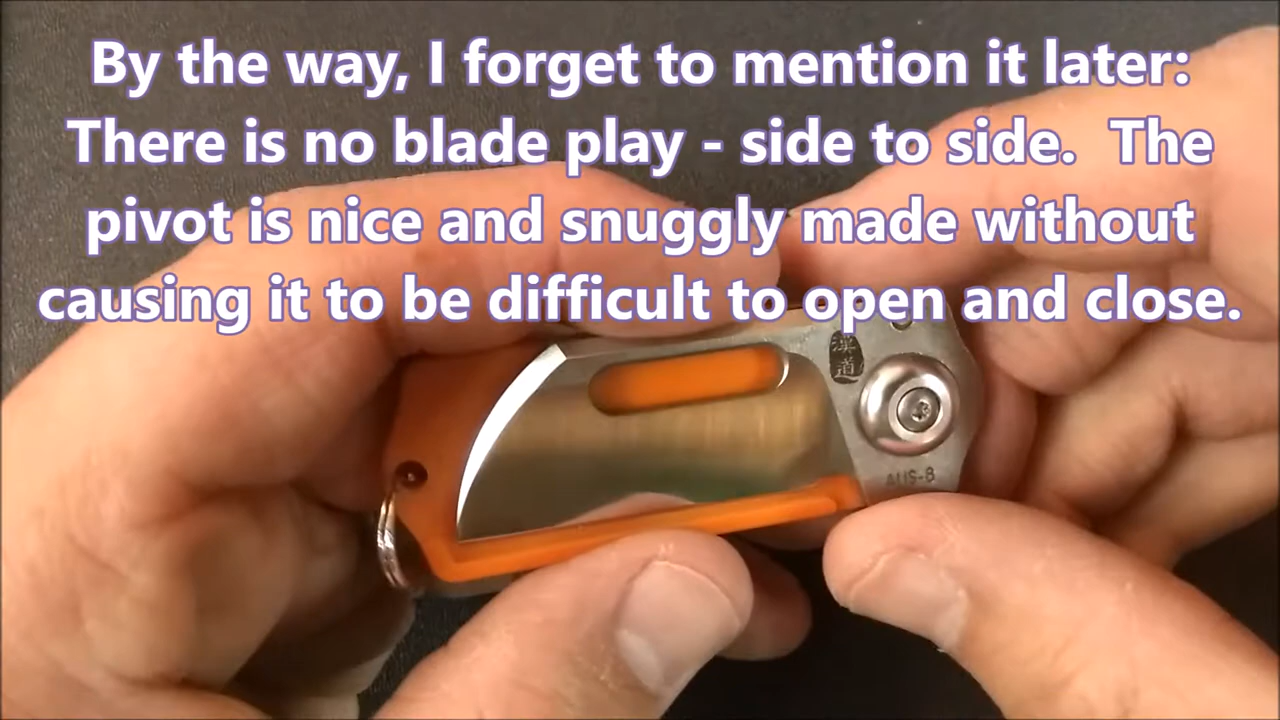 By the way, I forget to mention it later:
There is no blade play - side to side.  The
pivot is nice and snuggly made without
causing it to be difficult to open and close.
漢
道
AUS-8